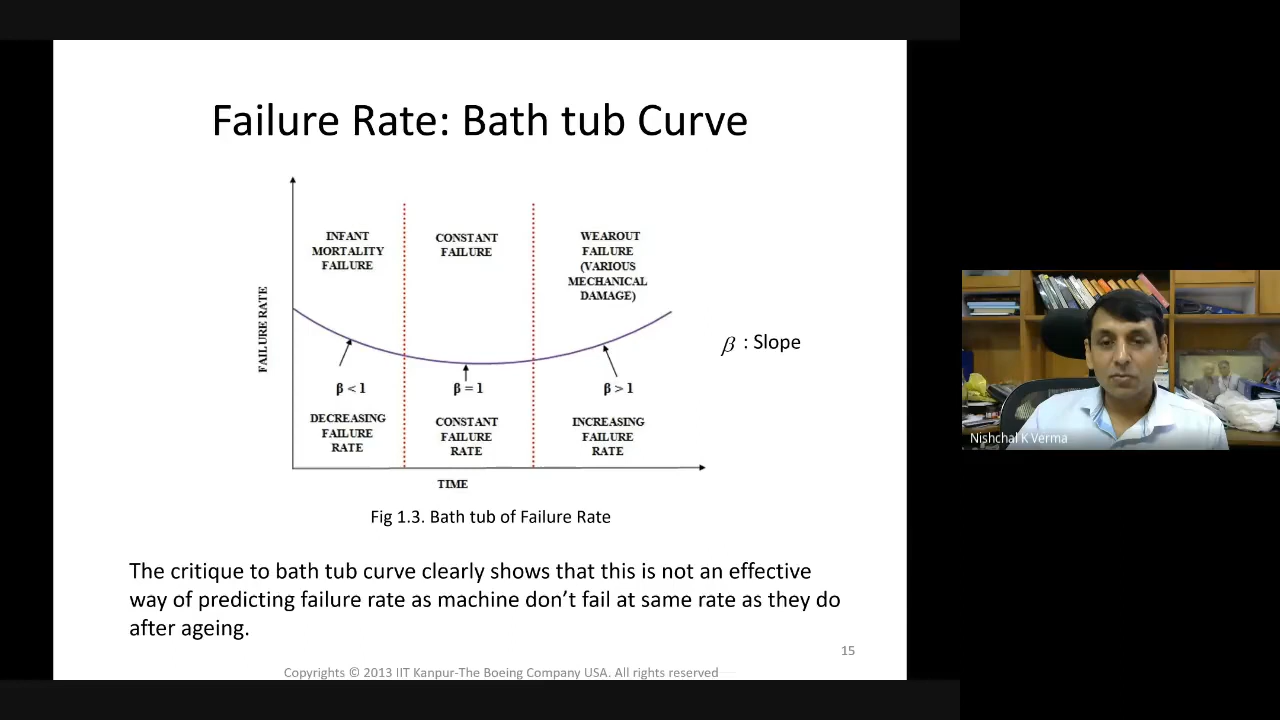 Failure Rate: Bath tub Curve
INFANT
MORTALITY
FAILURE
CONSTANT
FAILURE
WEAROUT
FAILURE
(VARIOUS
MECHANICAL
DAMAGE)
FAILURE RATE
β : Slope
β < 1
β = 1
β > 1
DECREASING
FAILURE
RATE
CONSTANT
FAILURE
RATE
INCREASING
FAILURE
RATE
TIME
Fig 1.3. Bath tub of Failure Rate
The critique to bath tub curve clearly shows that this is not an effective
way of predicting failure rate as machine don’t fail at same rate as they do
after ageing.
15
Copyrights © 2013 IIT Kanpur-The Boeing Company USA. All rights reserved
Nishchal K Verma